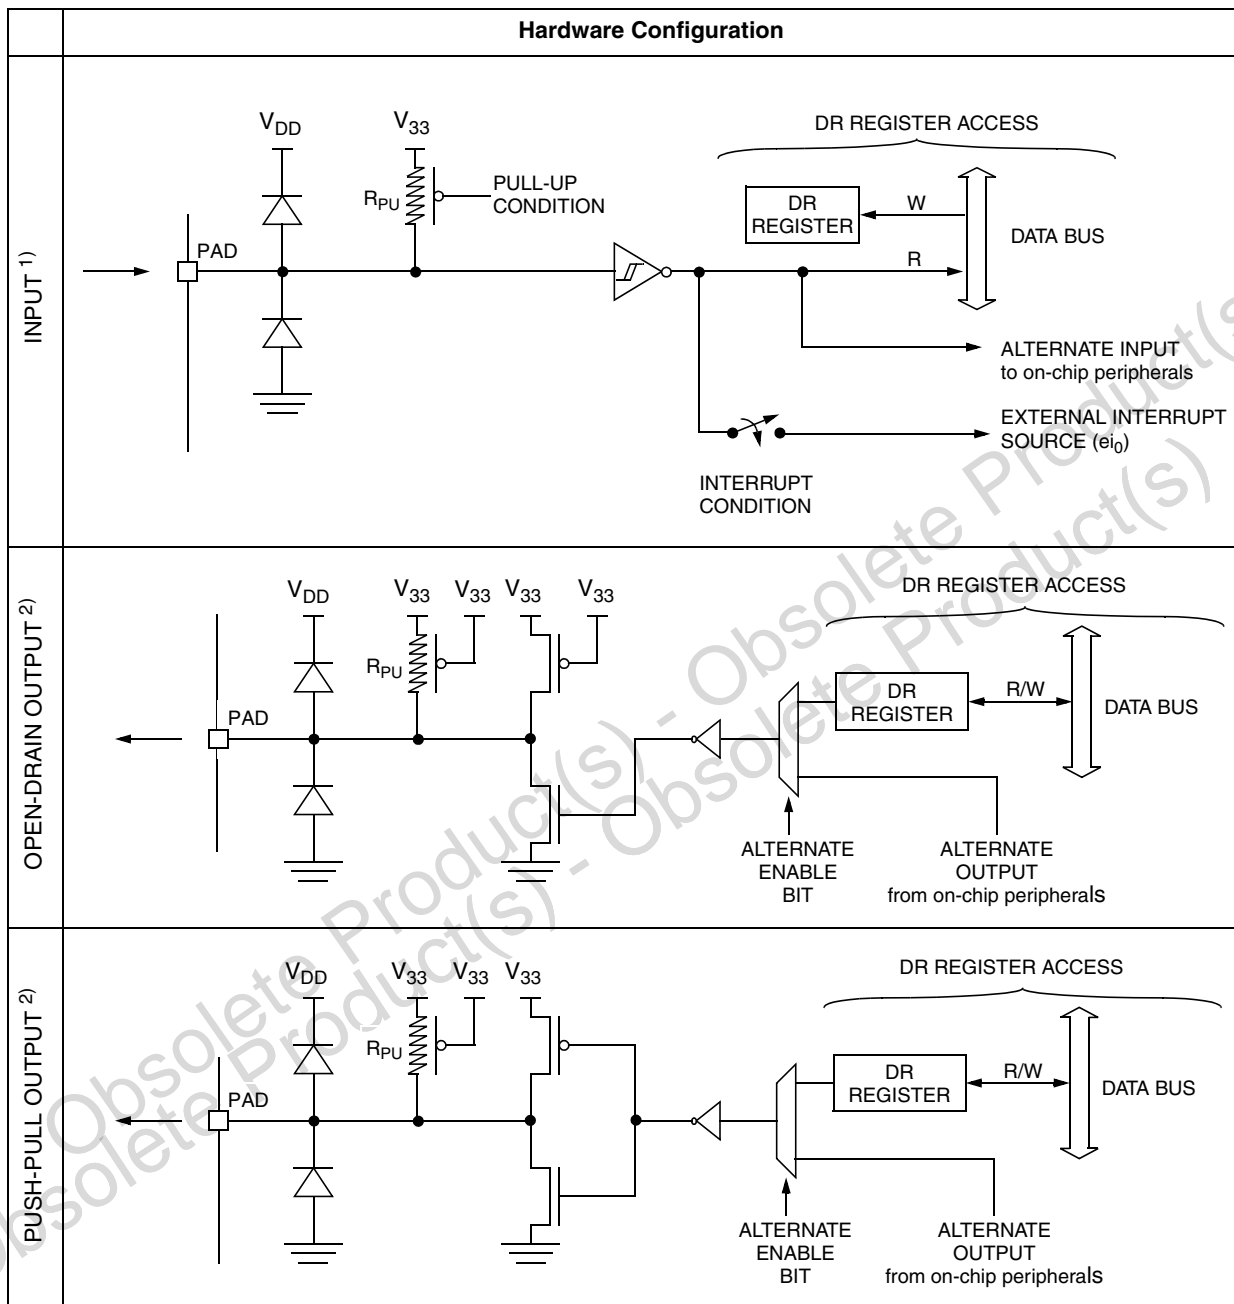 Hardware Configuration
INPUT 1)
VDD
V33
DR REGISTER ACCESS
RPU
PULL-UP
CONDITION
DR
REGISTER
W
DATA BUS
PAD
R
ALTERNATE INPUT
to on-chip peripherals
EXTERNAL INTERRUPT
SOURCE (ei0)
INTERRUPT
CONDITION
OPEN-DRAIN OUTPUT 2)
VDD
V33
V33
V33
V33
DR REGISTER ACCESS
RPU
DR
REGISTER
R/W
DATA BUS
PAD
ALTERNATE
ENABLE
BIT
ALTERNATE
OUTPUT
from on-chip peripherals
PUSH-PULL OUTPUT 2)
VDD
V33
V33
V33
DR REGISTER ACCESS
RPU
DR
REGISTER
R/W
DATA BUS
PAD
ALTERNATE
ENABLE
BIT
ALTERNATE
OUTPUT
from on-chip peripherals
Obsolete Product(s) - Obsolete Product(s)
Obsolete Product(s) - Obsolete Product(s)